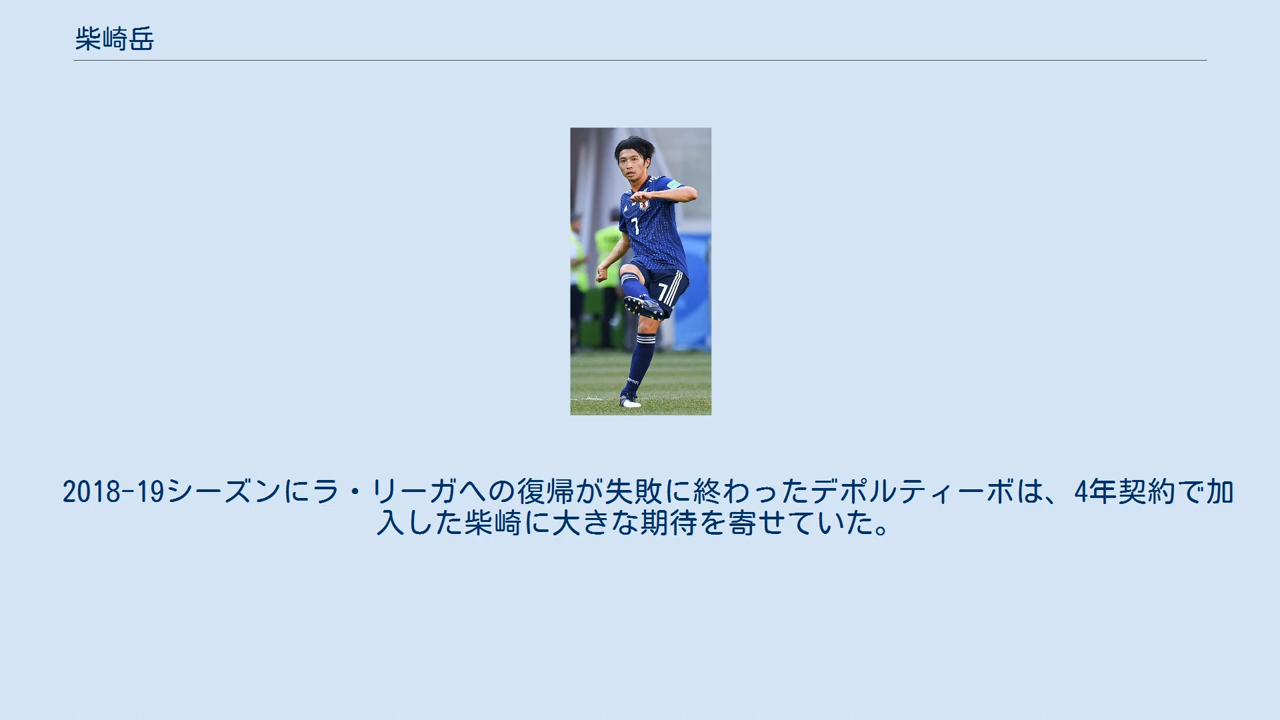 柴崎岳
7
7
2018-19シーズンにラ・リーガへの復帰が失敗に終わったデポルティーボは、4年契約で加
入した柴崎に大きな期待を寄せていた。